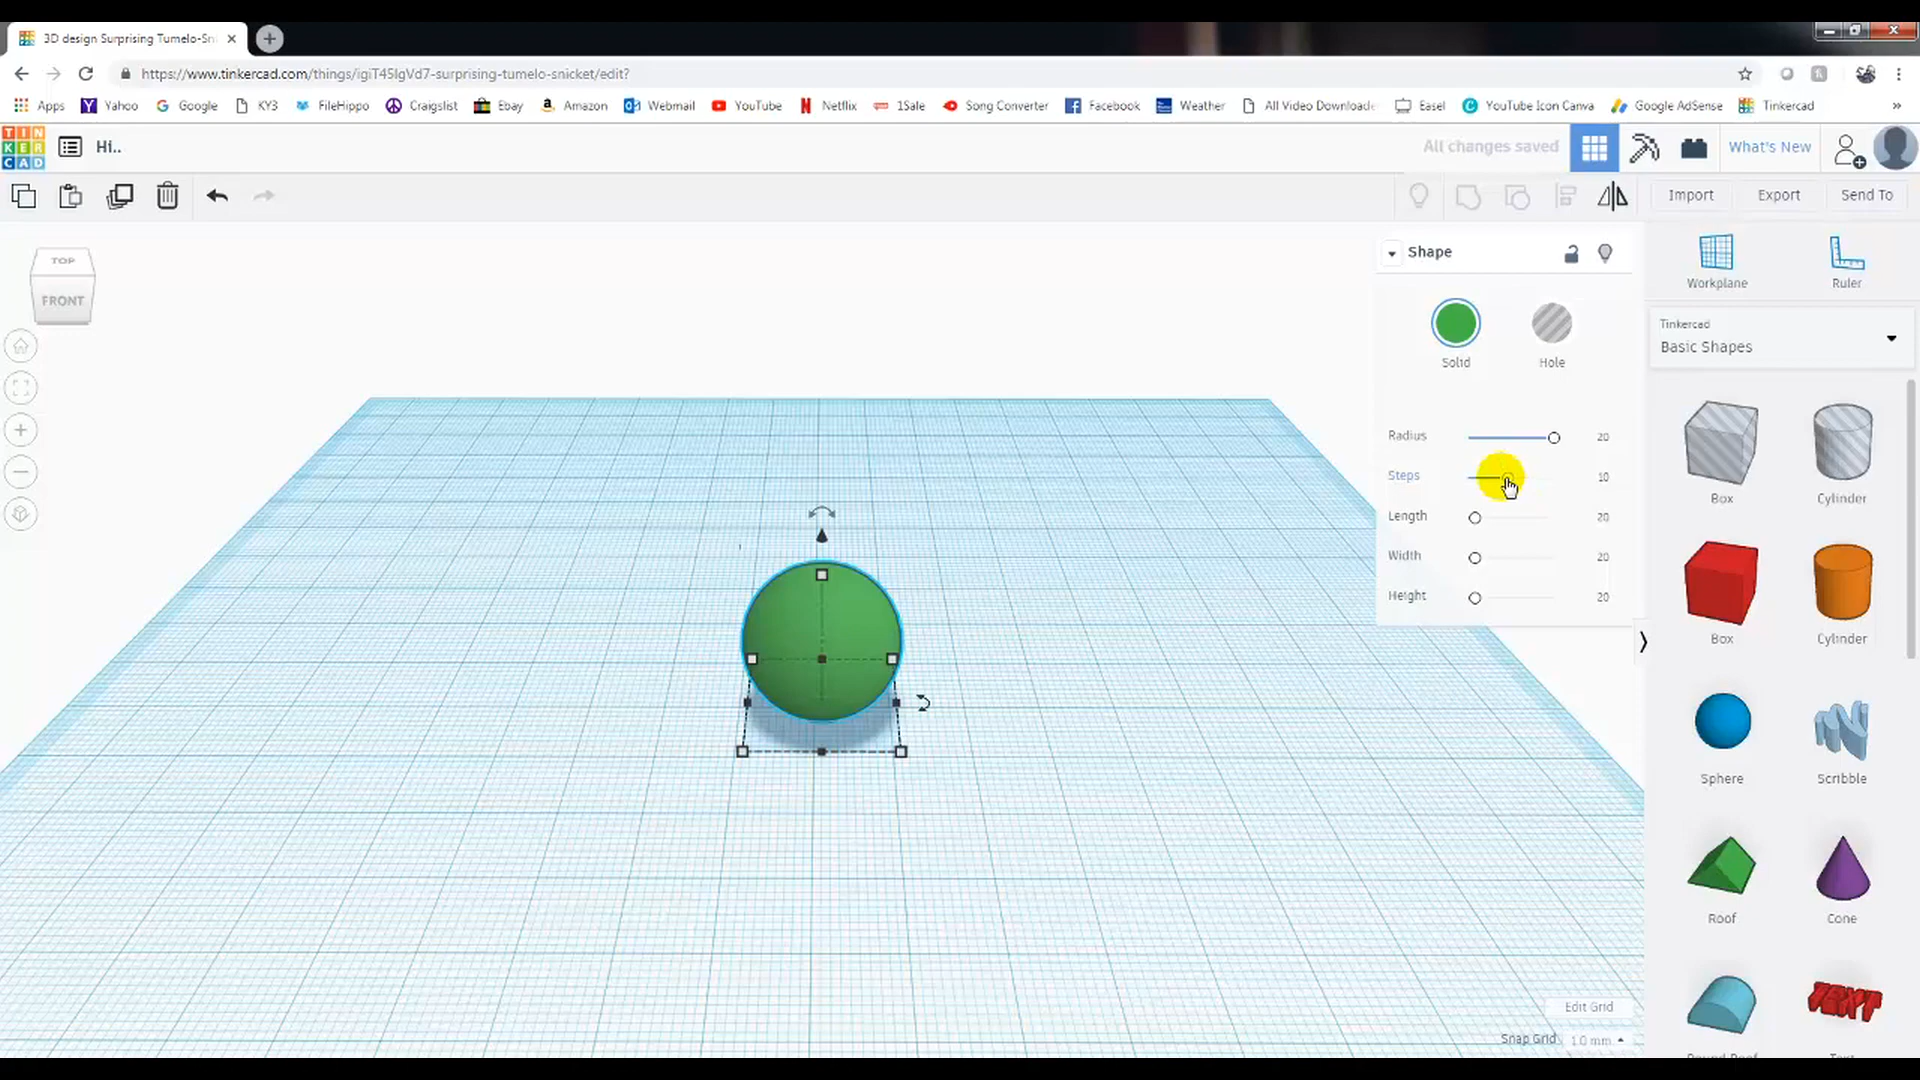 3D design Surprising Tumelo-Sn
https://www.tinkercad.com/things/igiT45lgVd7-surprising-tumelo-snicket/edit?
Apps Yahoo Google KY3 FileHippo Craigslist Ebay Amazon Webmail YouTube Netflix 1Sale Song Converter Facebook Weather All Video Downloade Easel YouTube Icon Canva Google AdSense Tinkercad
TIN
KER
CAD
Hi..
All changes saved
What's New
Import Export Send To
TOP
FRONT
Shape
Solid Hole
Radius 20
Steps 10
Length 20
Width 20
Height 20
Workplane Ruler
Tinkercad
Basic Shapes
Box Cylinder
Box Cylinder
Sphere Scribble
Roof Cone
TEXT
Round Roof Text
Edit Grid
Snap Grid 1.0 mm